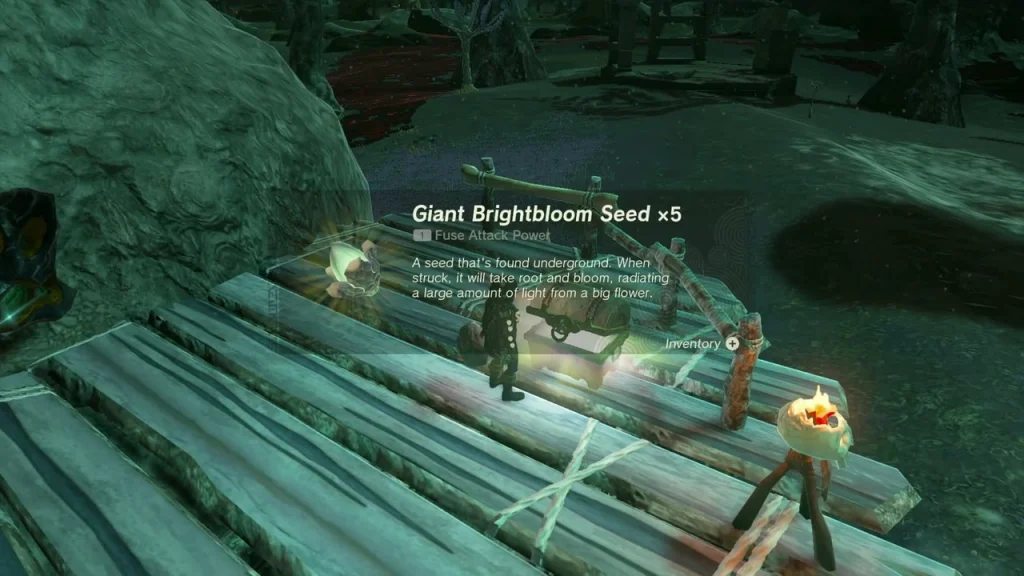 Giant Brightbloom Seed ×5
1 Fuse Attack Power
A seed that's found underground. When
struck, it will take root and bloom, radiating
a large amount of light from a big flower.
Inventory +